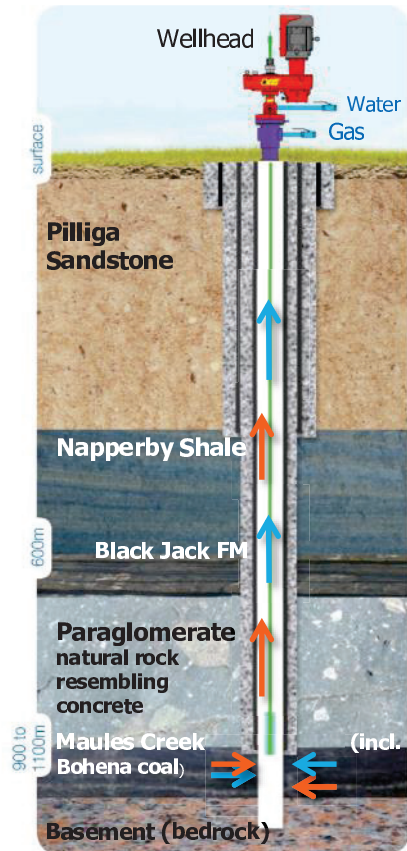 Wellhead
Water
Gas
surface
Pilliga
Sandstone
Napperby Shale
600m
Black Jack FM
Paraglomerate
natural rock
resembling
concrete
900 to
1100m
Maules Creek (incl.
Bohena coal)
Basement (bedrock)